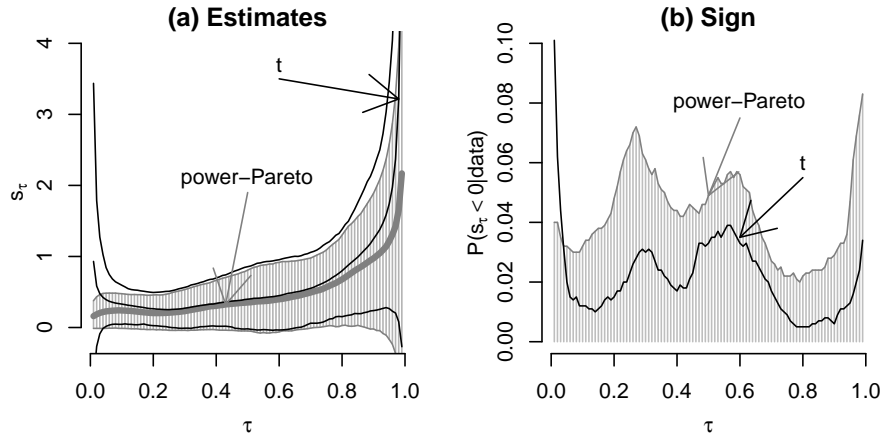 (a) Estimates
4
3
2
1
0
s_τ
t
power−Pareto
0.0 0.2 0.4 0.6 0.8 1.0
τ
(b) Sign
0.10
0.08
0.06
0.04
0.02
0.00
P(s_τ < 0|data)
power−Pareto
t
0.0 0.2 0.4 0.6 0.8 1.0
τ